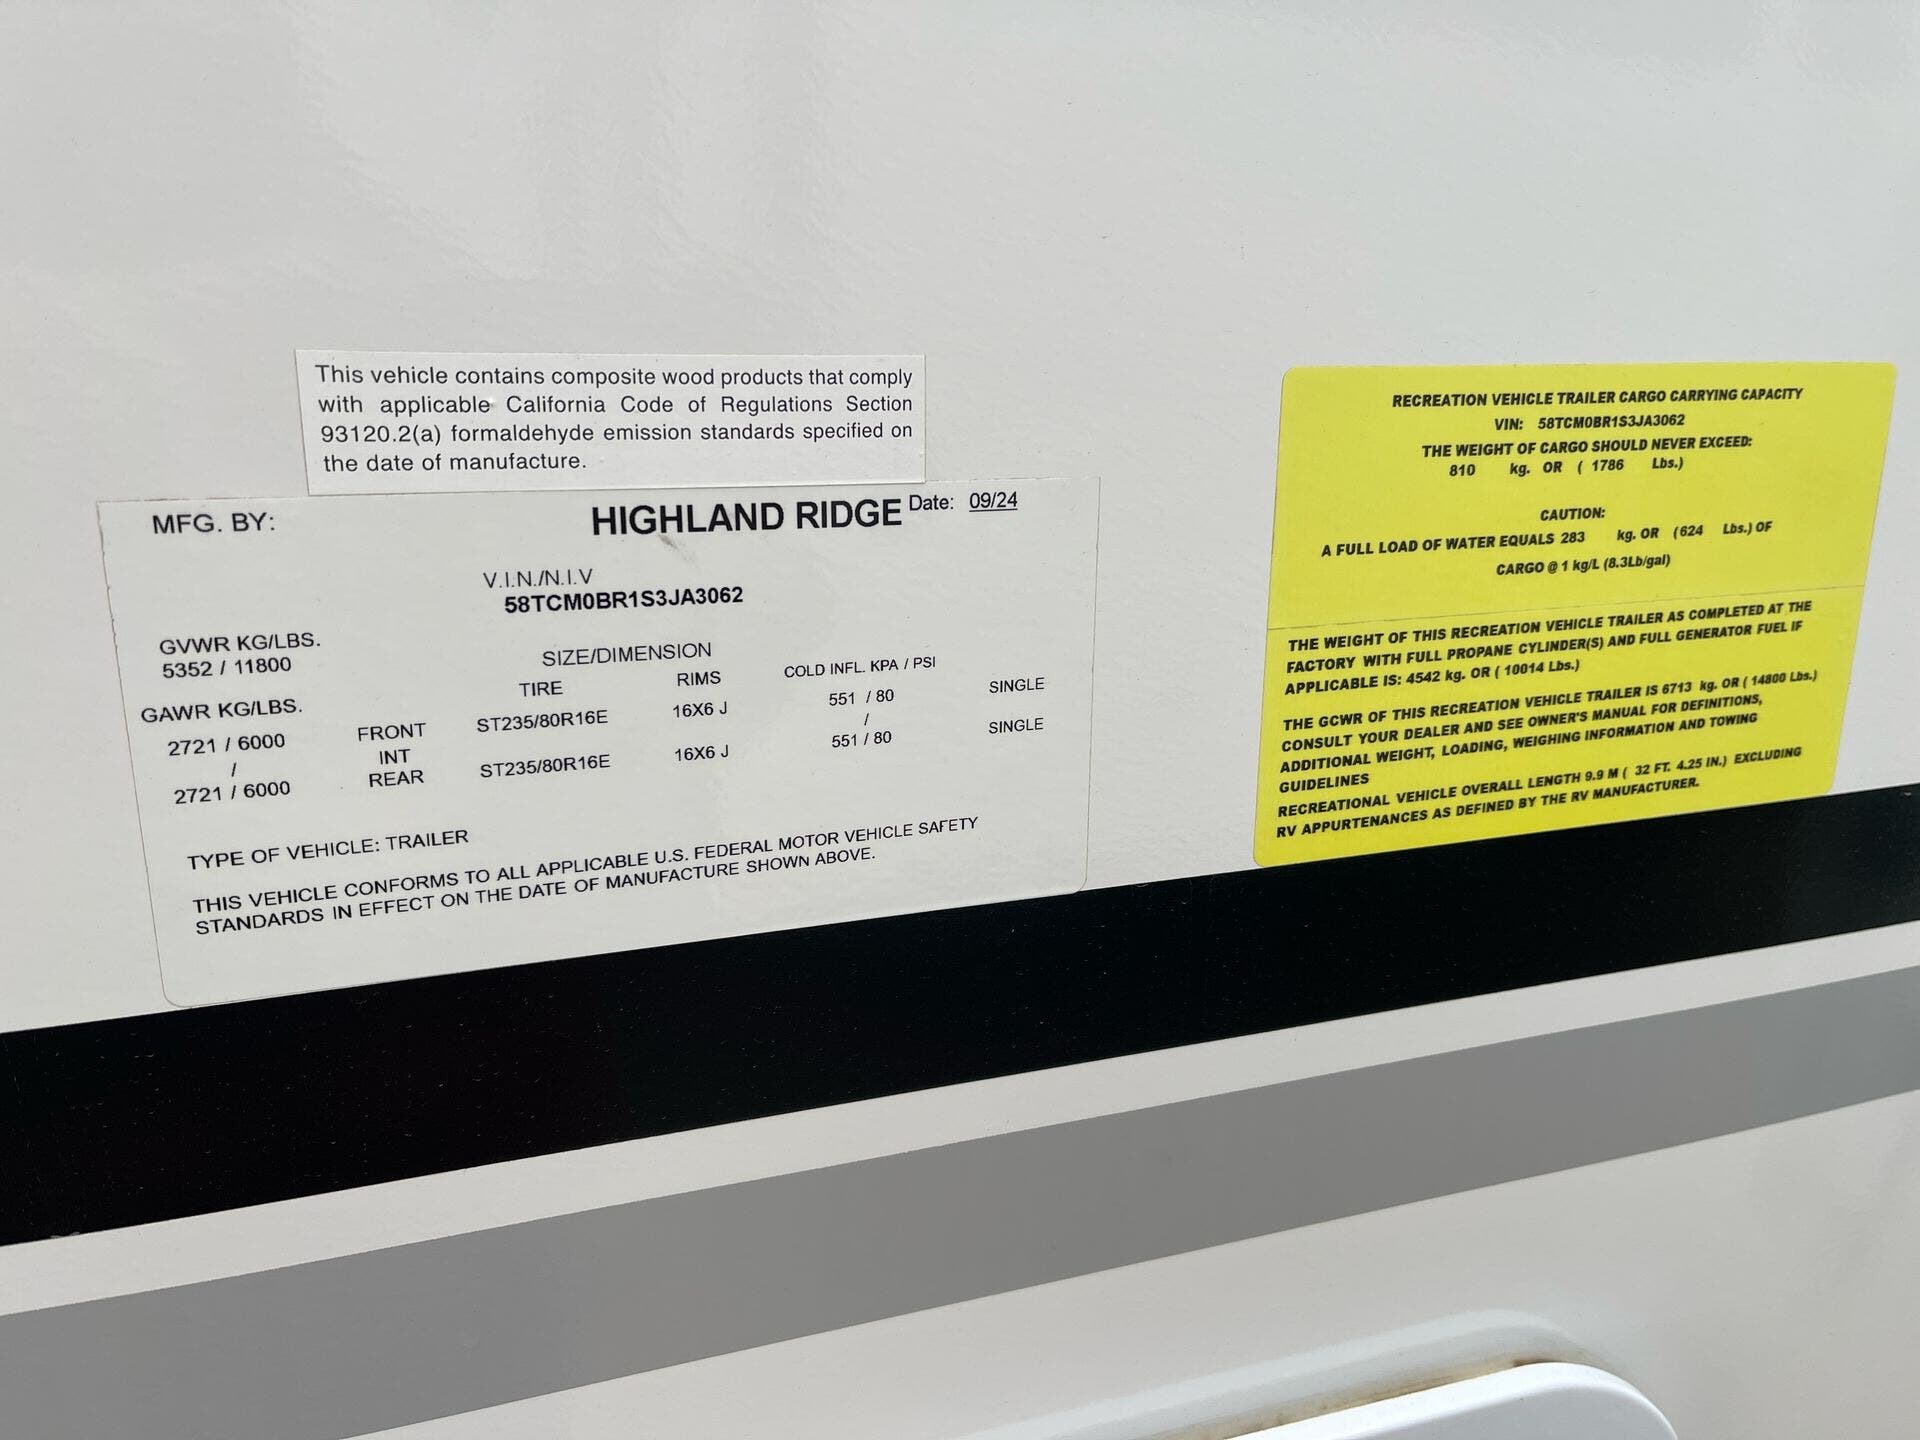 This vehicle contains composite wood products that comply
with applicable California Code of Regulations Section
93120.2(a) formaldehyde emission standards specified on
the date of manufacture.
MFG. BY: HIGHLAND RIDGE Date: 09/24
V.I.N./N.I.V
58TCM0BR1S3JA3062
GVWR KG/LBS.
5352 / 11800
SIZE/DIMENSION
TIRE RIMS COLD INFL. KPA / PSI
GAWR KG/LBS.
2721 / 6000 FRONT ST235/80R16E 16X6 J 551 / 80 SINGLE
/ INT /
2721 / 6000 REAR ST235/80R16E 16X6 J 551 / 80 SINGLE
TYPE OF VEHICLE: TRAILER
THIS VEHICLE CONFORMS TO ALL APPLICABLE U.S. FEDERAL MOTOR VEHICLE SAFETY
STANDARDS IN EFFECT ON THE DATE OF MANUFACTURE SHOWN ABOVE.
RECREATION VEHICLE TRAILER CARGO CARRYING CAPACITY
VIN: 58TCM0BR1S3JA3062
THE WEIGHT OF CARGO SHOULD NEVER EXCEED:
810 kg. OR ( 1786 Lbs.)
CAUTION:
A FULL LOAD OF WATER EQUALS 283 kg. OR (624 Lbs.) OF
CARGO @ 1 kg/L (8.3Lb/gal)
THE WEIGHT OF THIS RECREATION VEHICLE TRAILER AS COMPLETED AT THE
FACTORY WITH FULL PROPANE CYLINDER(S) AND FULL GENERATOR FUEL IF
APPLICABLE IS: 4542 kg. OR ( 10014 Lbs.)
THE GCWR OF THIS RECREATION VEHICLE TRAILER IS 6713 kg. OR ( 14800 Lbs.)
CONSULT YOUR DEALER AND SEE OWNER'S MANUAL FOR DEFINITIONS,
ADDITIONAL WEIGHT, LOADING, WEIGHING INFORMATION AND TOWING
GUIDELINES
RECREATIONAL VEHICLE OVERALL LENGTH 9.9 M ( 32 FT. 4.25 IN.) EXCLUDING
RV APPURTENANCES AS DEFINED BY THE RV MANUFACTURER.